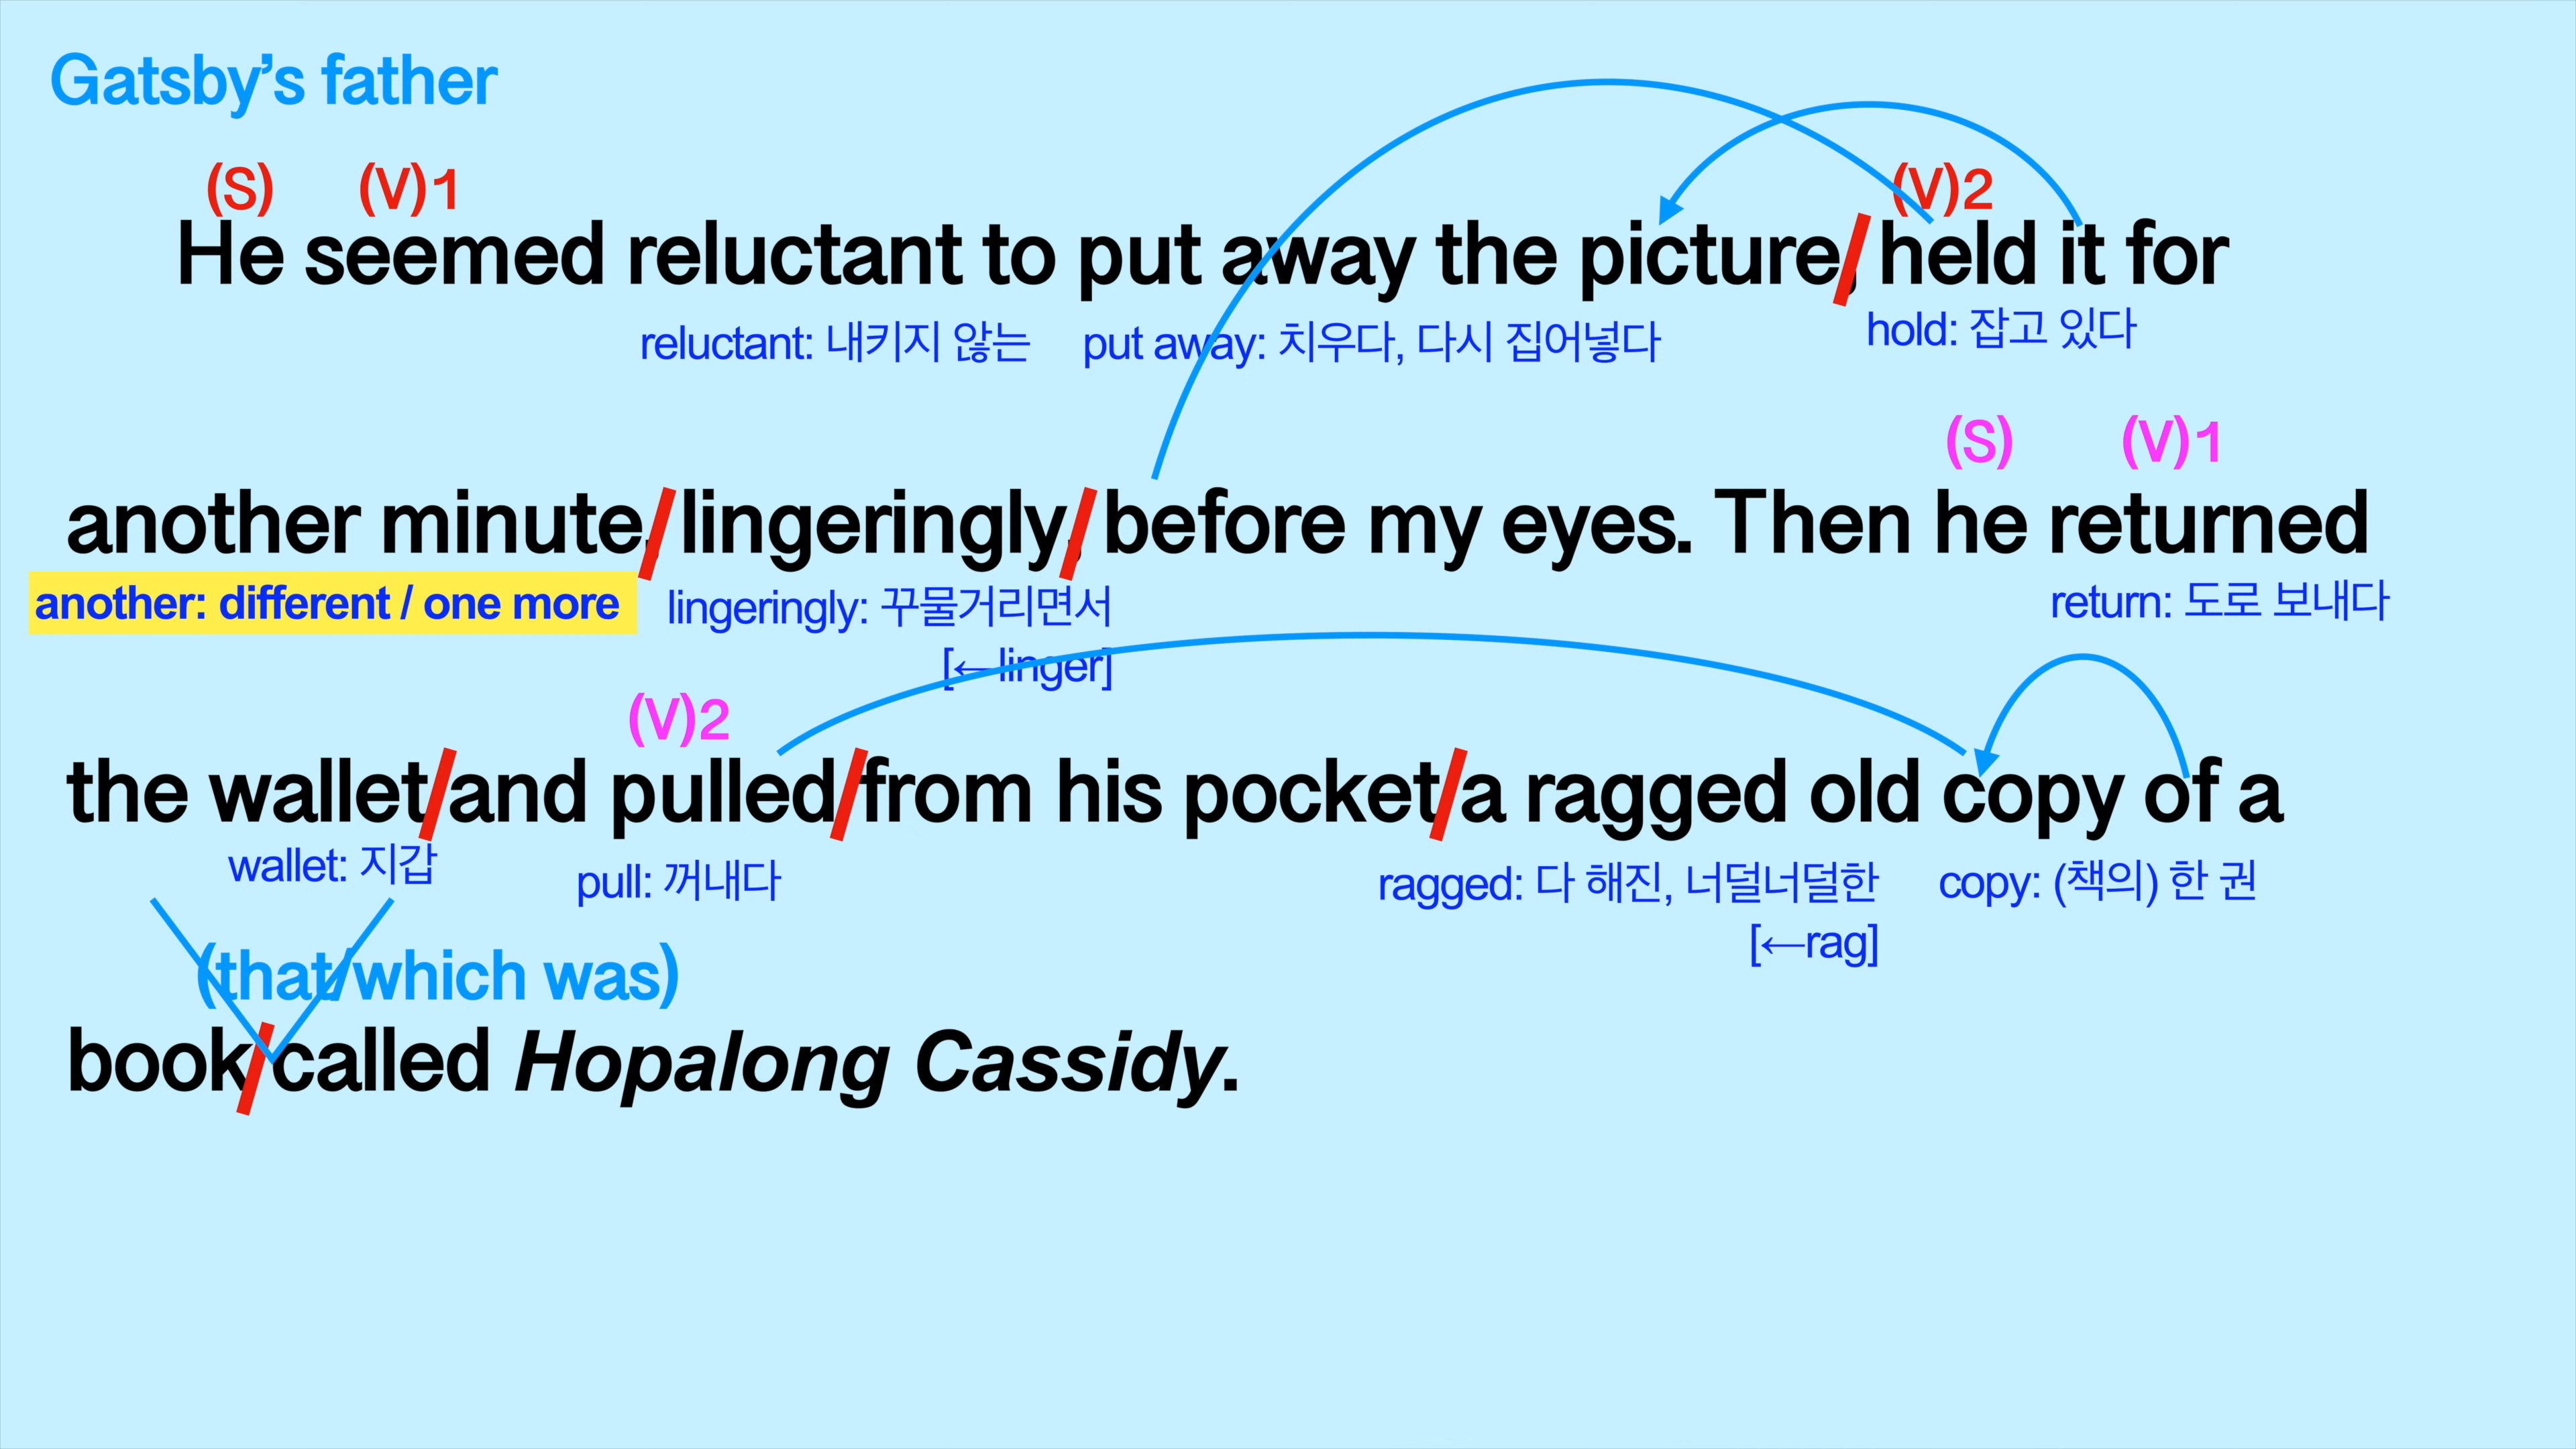 Gatsby’s father
(S) (V)1 (V)2
He seemed reluctant to put away the picture, held it for
reluctant: 내키지 않는 put away: 치우다, 다시 집어넣다 hold: 잡고 있다
(S) (V)1
another minute, lingeringly, before my eyes. Then he returned
another: different / one more lingeringly: 꾸물거리면서 return: 도로 보내다
[←linger]
(V)2
the wallet/and pulled/from his pocket/a ragged old copy of a
wallet: 지갑 pull: 꺼내다 ragged: 다 해진, 너덜너덜한 copy: (책의) 한 권
[←rag]
(that/which was)
book/called Hopalong Cassidy.